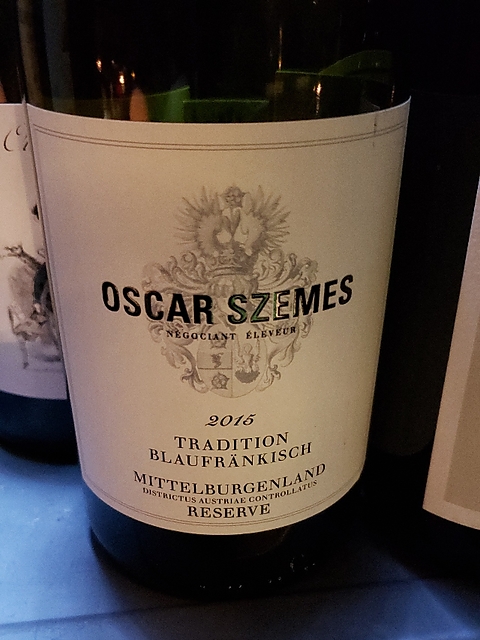 OSCAR SZEMES
NÉGOCIANT ÉLEVEUR
2015
TRADITION
BLAUFRÄNKISCH
MITTELBURGENLAND
DISTRICTUS AUSTRIAE CONTROLLATUS
RESERVE